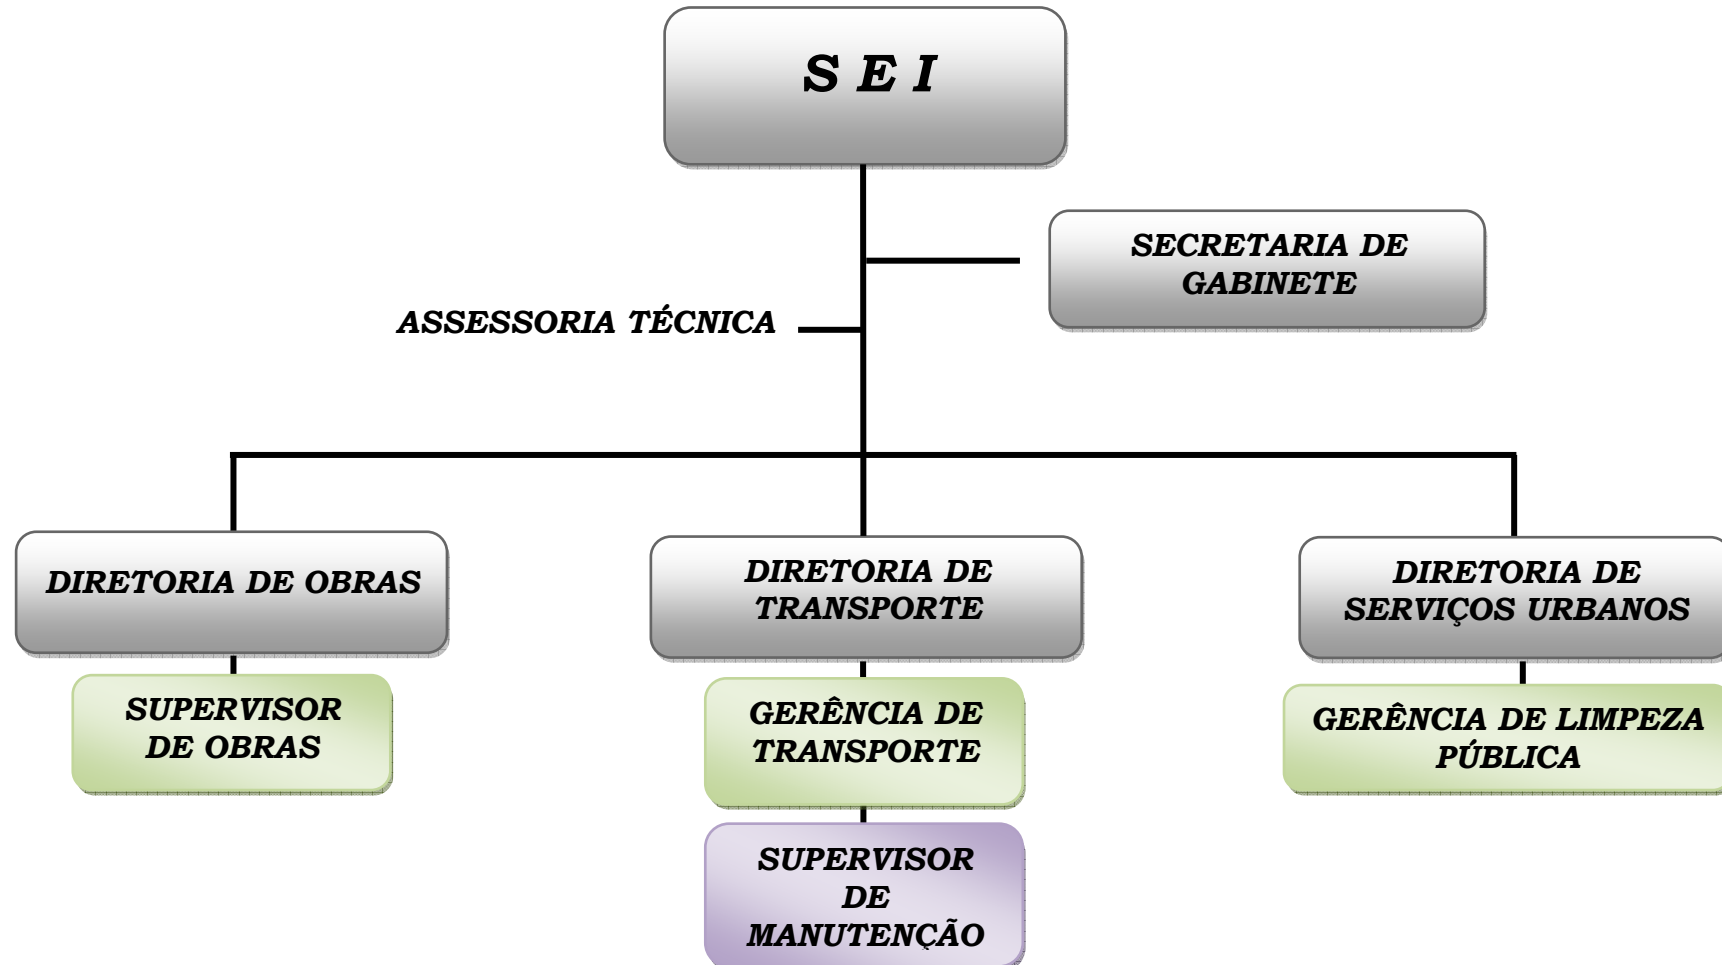 S E I
SECRETARIA DE
GABINETE
ASSESSORIA TÉCNICA
DIRETORIA DE OBRAS
DIRETORIA DE
TRANSPORTE
DIRETORIA DE
SERVIÇOS URBANOS
SUPERVISOR
DE OBRAS
GERÊNCIA DE
TRANSPORTE
GERÊNCIA DE LIMPEZA
PÚBLICA
SUPERVISOR
DE
MANUTENÇÃO